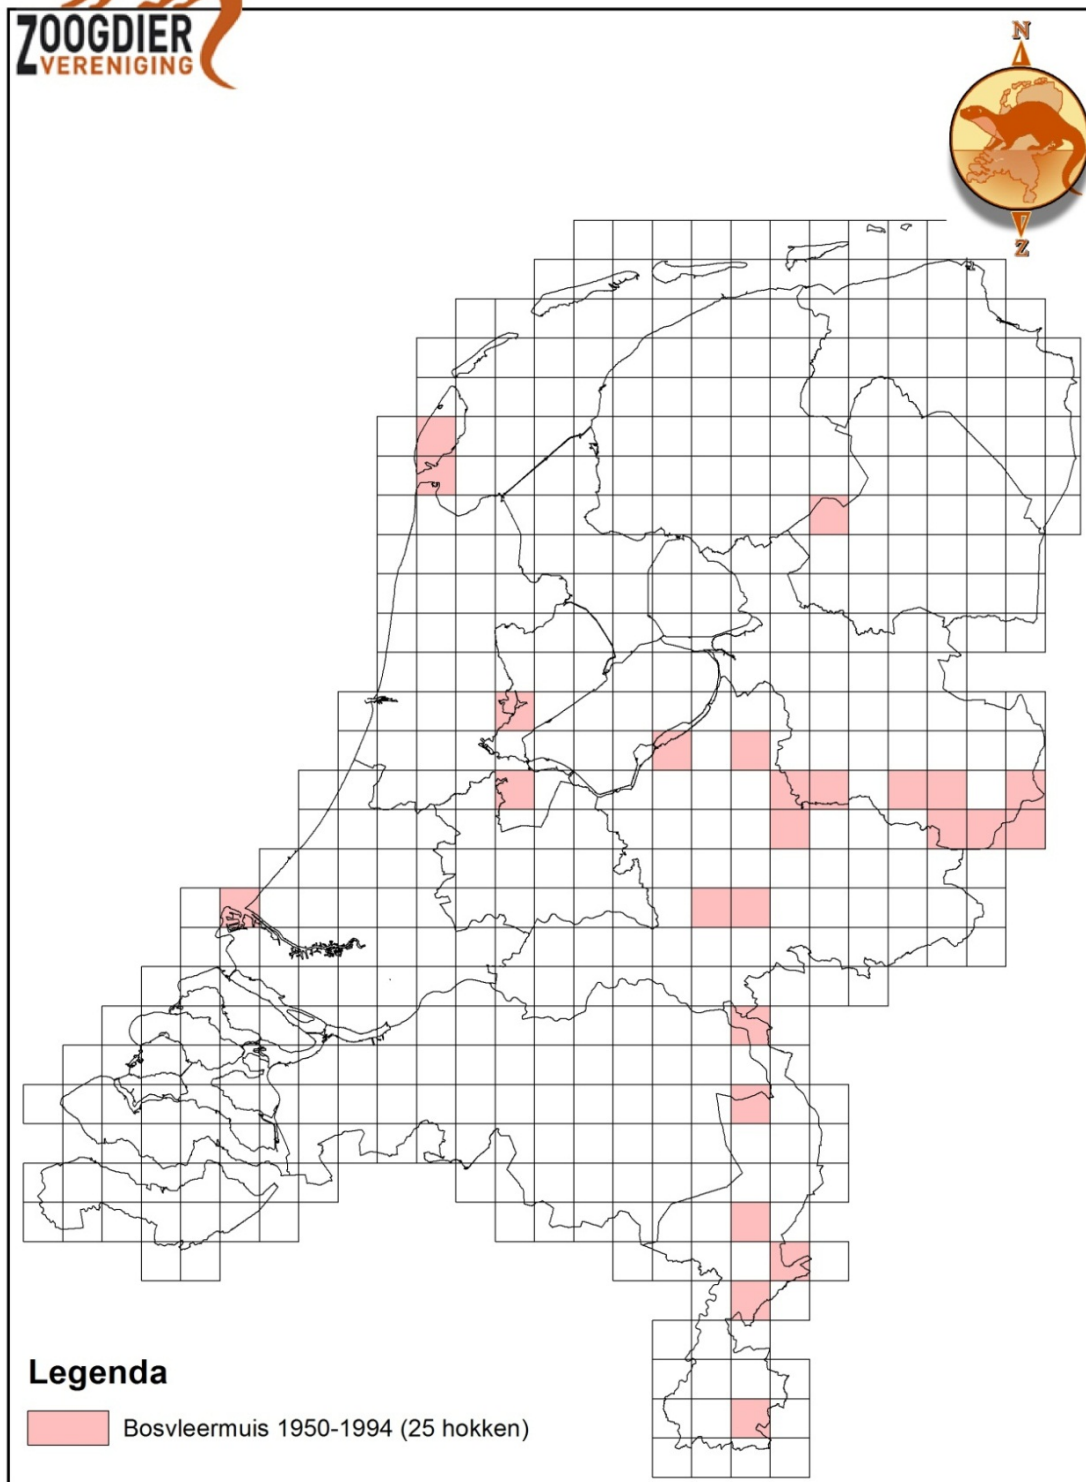 ZOOGDIER
VERENIGING
N
Z
Legenda
Bosvleermuis 1950-1994 (25 hokken)